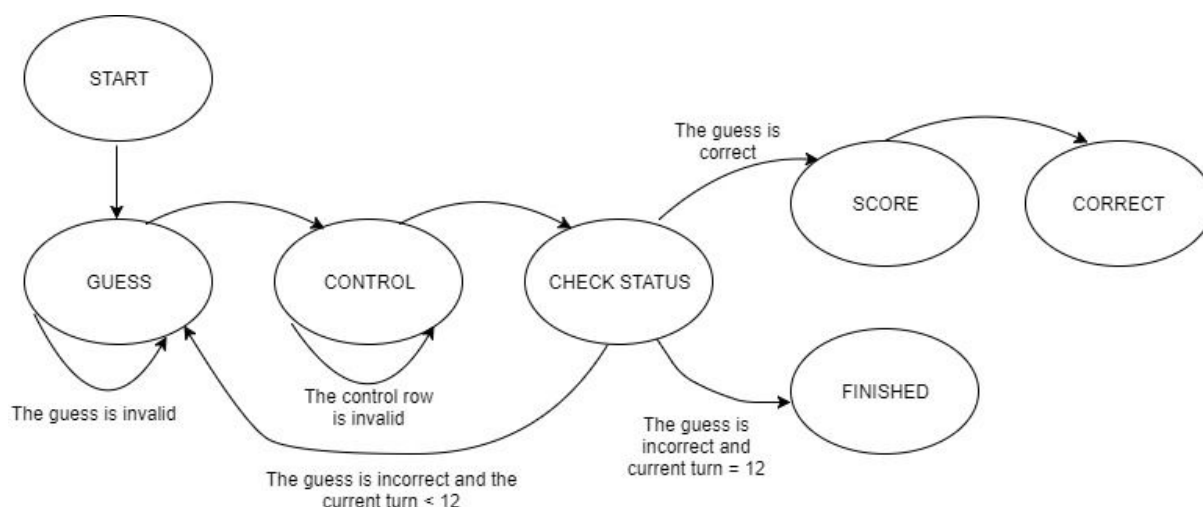 START
The guess is
correct
SCORE
CORRECT
GUESS
CONTROL
CHECK STATUS
The guess is invalid
The control row
is invalid
FINISHED
The guess is
incorrect and
current turn = 12
The guess is incorrect and the
current turn < 12